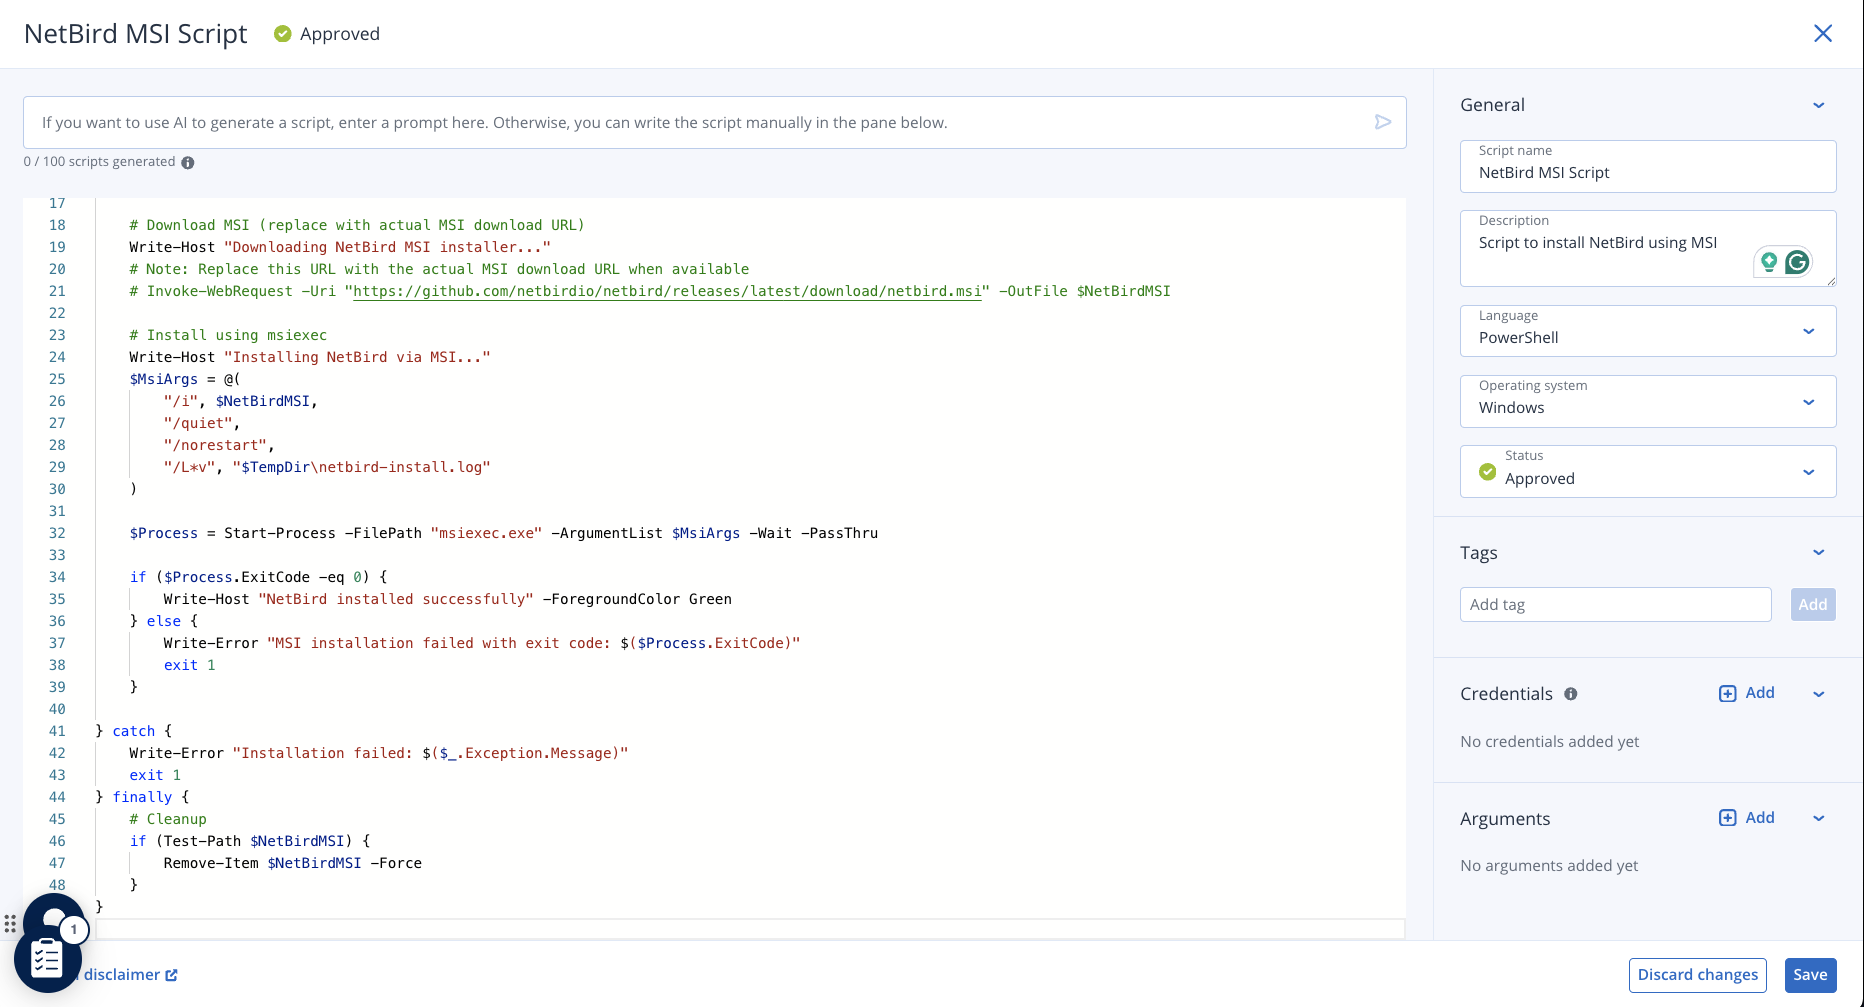 NetBird MSI Script
Approved
If you want to use AI to generate a script, enter a prompt here. Otherwise, you can write the script manually in the pane below.
0 / 100 scripts generated
17
18 # Download MSI (replace with actual MSI download URL)
19 Write-Host "Downloading NetBird MSI installer..."
20 # Note: Replace this URL with the actual MSI download URL when available
21 # Invoke-WebRequest -Uri "https://github.com/netbirdio/netbird/releases/latest/download/netbird.msi" -OutFile $NetBirdMSI
22
23 # Install using msiexec
24 Write-Host "Installing NetBird via MSI..."
25 $MsiArgs = @(
26 "/i", $NetBirdMSI,
27 "/quiet",
28 "/norestart",
29 "/L*v", "$TempDir\netbird-install.log"
30 )
31
32 $Process = Start-Process -FilePath "msiexec.exe" -ArgumentList $MsiArgs -Wait -PassThru
33
34 if ($Process.ExitCode -eq 0) {
35 Write-Host "NetBird installed successfully" -ForegroundColor Green
36 } else {
37 Write-Error "MSI installation failed with exit code: $($Process.ExitCode)"
38 exit 1
39 }
40
41 } catch {
42 Write-Error "Installation failed: $($_.Exception.Message)"
43 exit 1
44 } finally {
45 # Cleanup
46 if (Test-Path $NetBirdMSI) {
47 Remove-Item $NetBirdMSI -Force
48 }
}
1
disclaimer
General
Script name
NetBird MSI Script
Description
Script to install NetBird using MSI
Language
PowerShell
Operating system
Windows
Status
Approved
Tags
Add tag
Add
Credentials
Add
No credentials added yet
Arguments
Add
No arguments added yet
Discard changes
Save